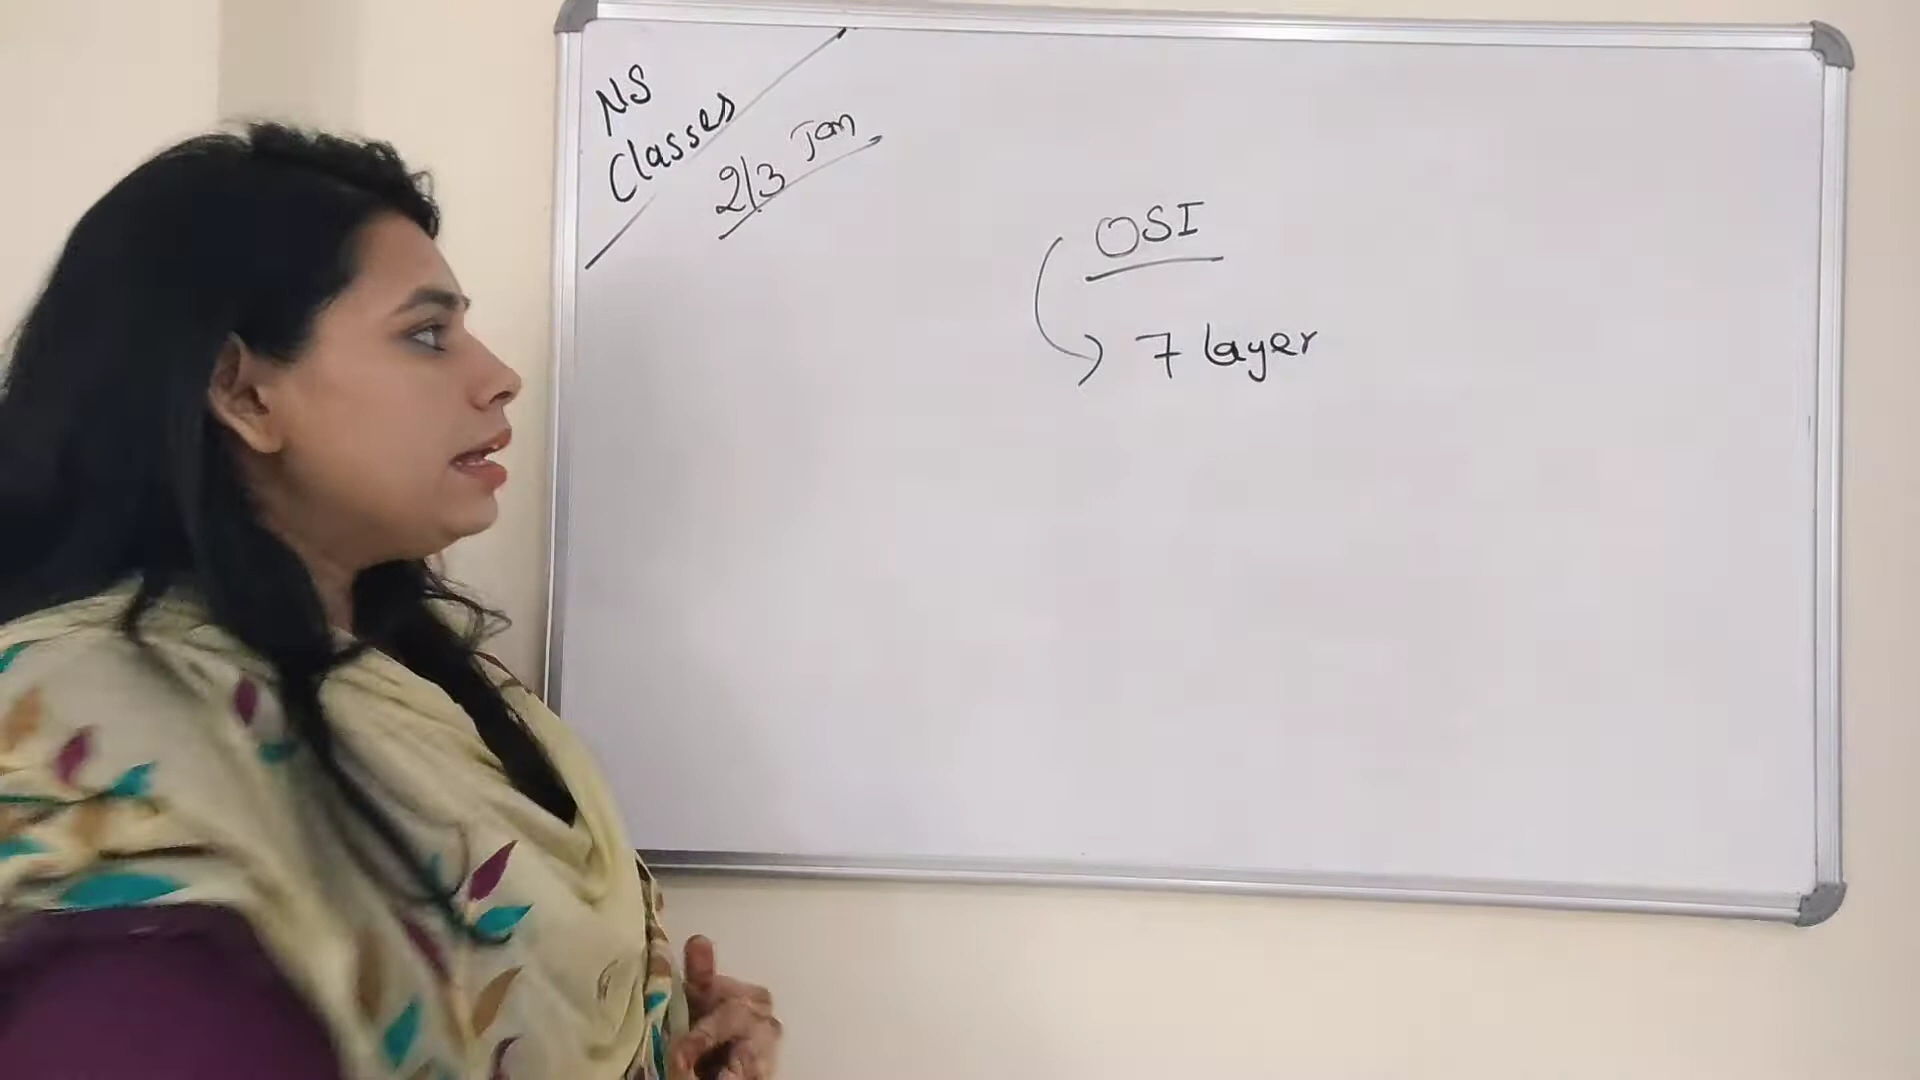 NS
Classes
2/3 Jan
OSI
7 layer